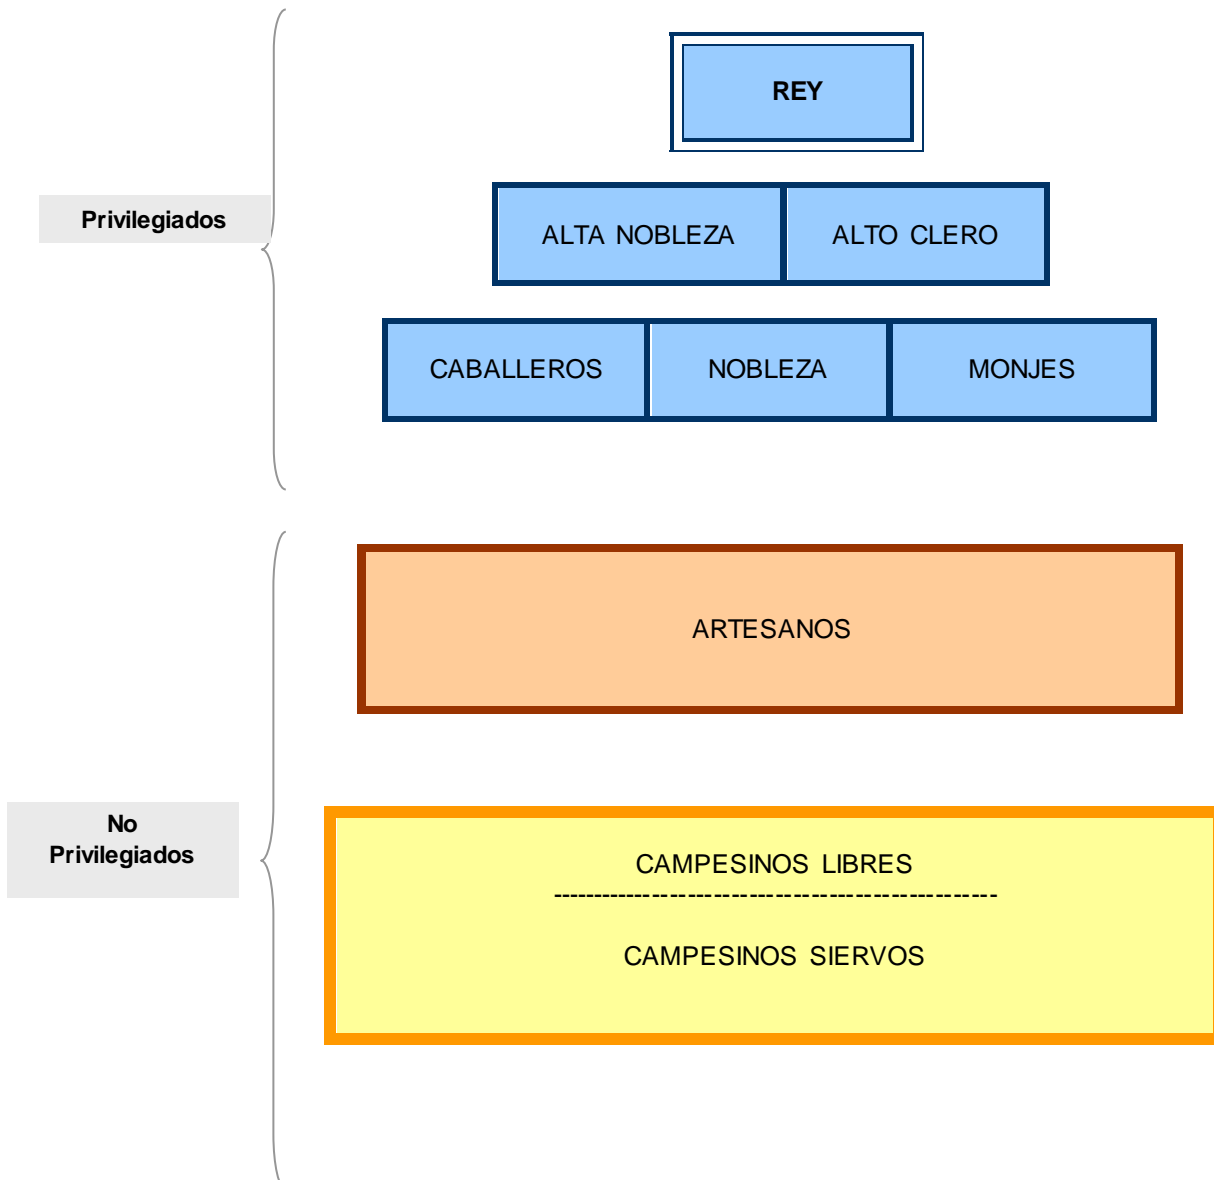 REY
Privilegiados
ALTA NOBLEZA
ALTO CLERO
CABALLEROS
NOBLEZA
MONJES
ARTESANOS
No
Privilegiados
CAMPESINOS LIBRES
--------------------------------------------------
CAMPESINOS SIERVOS